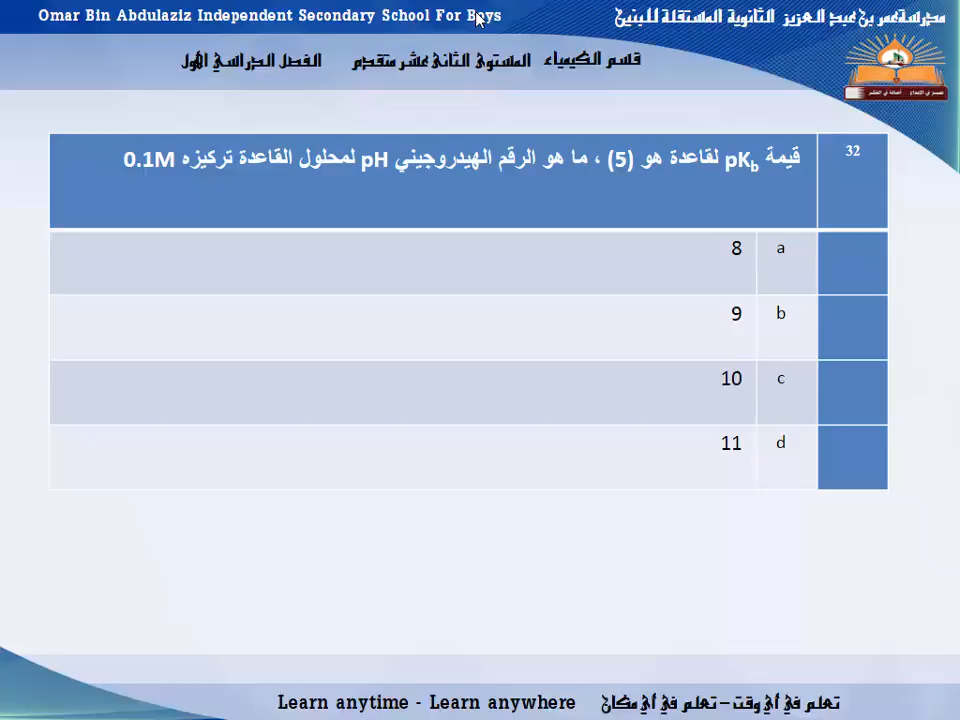 Omar Bin Abdulaziz Independent Secondary School For Boys
مدرسة عمر بن عبد العزيز الثانوية المستقلة للبنين
قسم الكيمياء المستوى الثاني عشر متقدم الفصل الدراسي الأول
32 قيمة pKb لقاعدة هو (5) ، ما هو الرقم الهيدروجيني pH لمحلول القاعدة تركيزه 0.1M
a 8
b 9
c 10
d 11
Learn anytime - Learn anywhere تعلم في أي وقت – تعلم في أي مكان